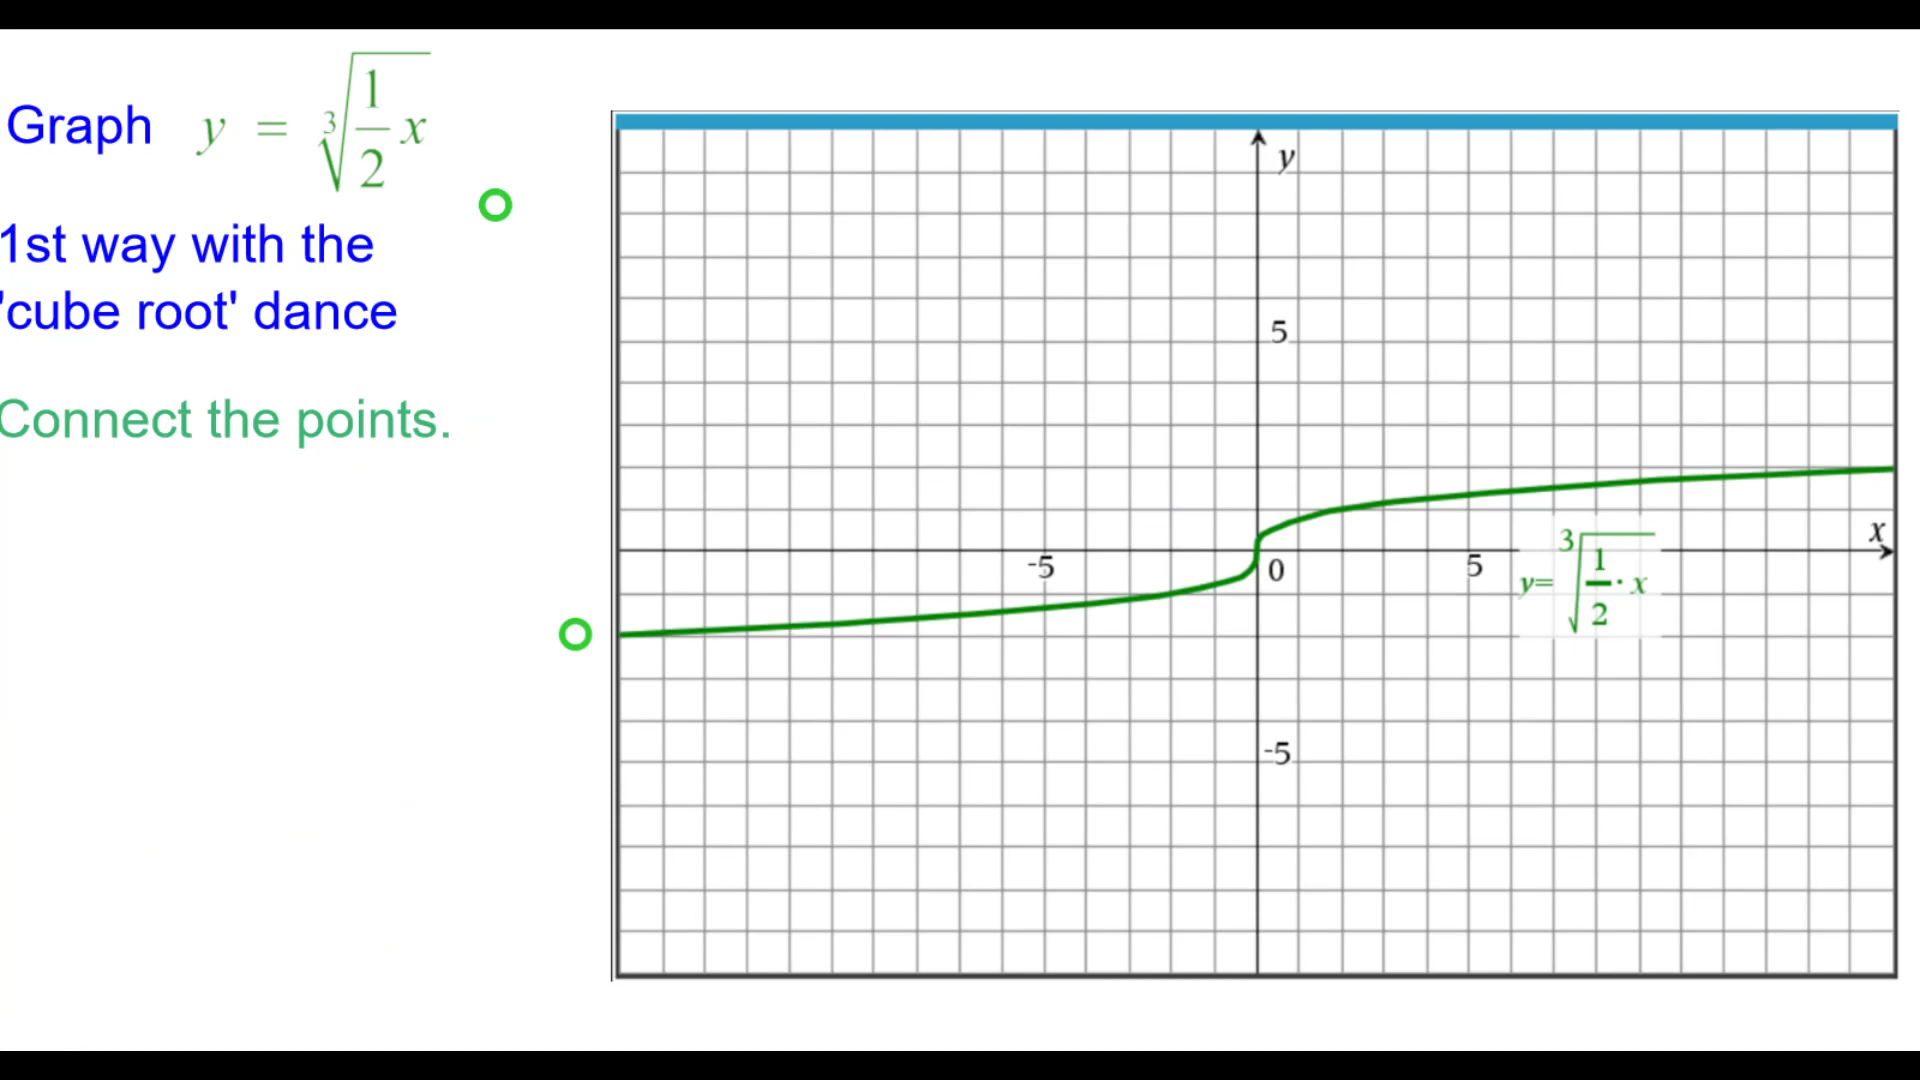 Graph y = ∛(1/2 x)
1st way with the
'cube root' dance
Connect the points.
y
5
x
-5
0
5
y= ∛(1/2 · x)
-5